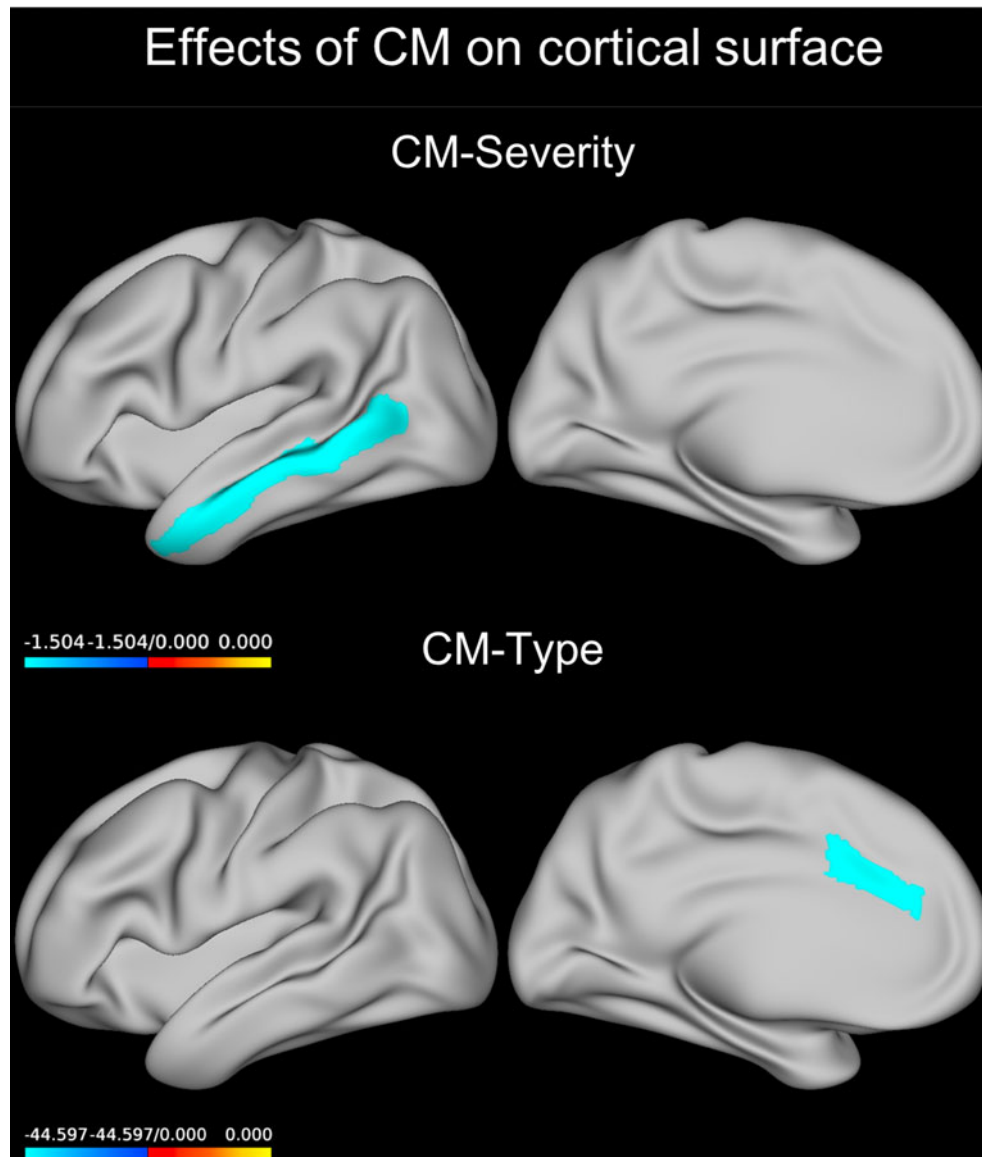 Effects of CM on cortical surface
CM-Severity
-1.504-1.504/0.000 0.000
CM-Type
-44.597-44.597/0.000 0.000